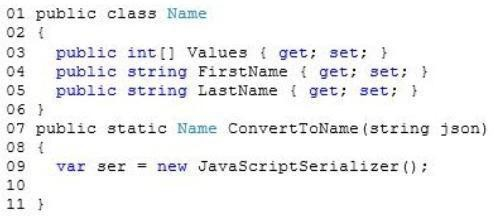 01 public class Name
02 {
03   public int[] Values { get; set; }
04   public string FirstName { get; set; }
05   public string LastName { get; set; }
06 }
07 public static Name ConvertToName(string json)
08 {
09   var ser = new JavaScriptSerializer();
10
11 }